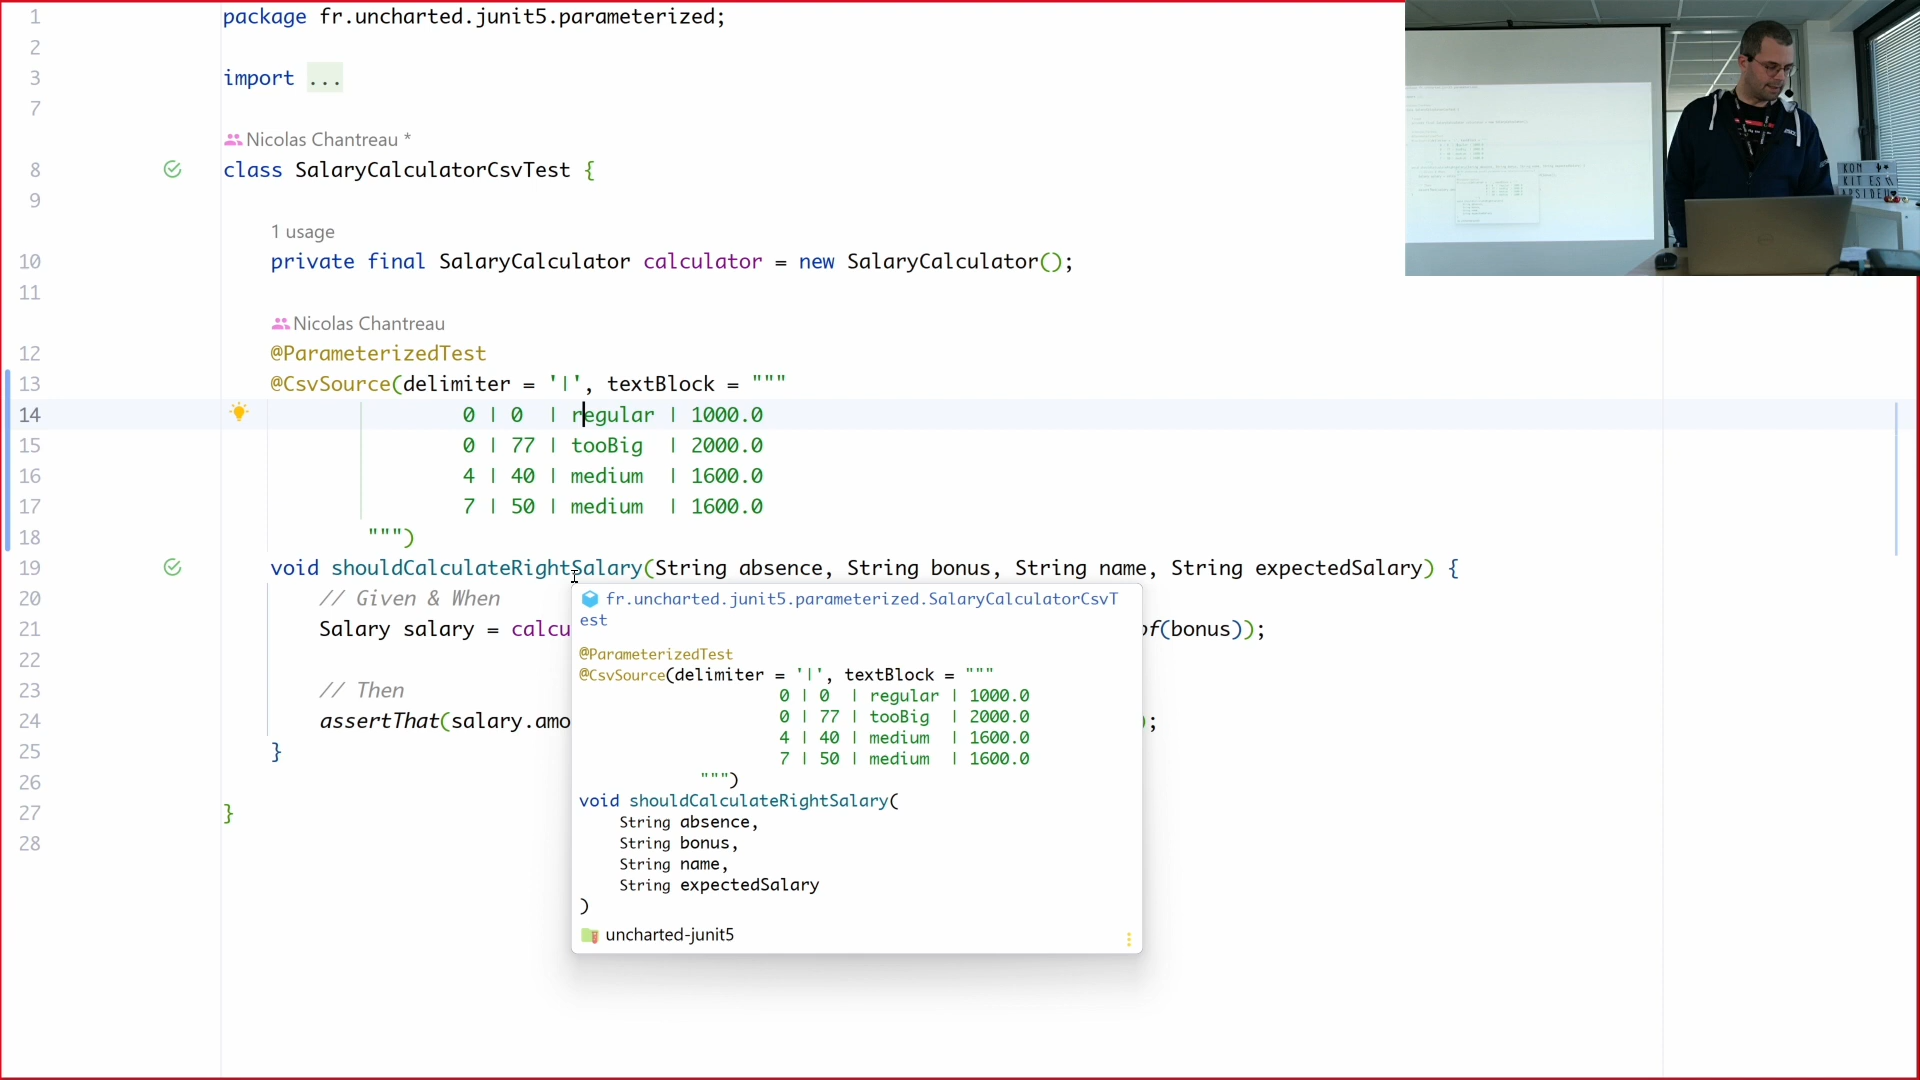 1 package fr.uncharted.junit5.parameterized;
2
3 import ...
7
Nicolas Chantreau *
8 class SalaryCalculatorCsvTest {
9
1 usage
10 private final SalaryCalculator calculator = new SalaryCalculator();
11
Nicolas Chantreau
12 @ParameterizedTest
13 @CsvSource(delimiter = '|', textBlock = """
14 0 | 0 | regular | 1000.0
15 0 | 77 | tooBig | 2000.0
16 4 | 40 | medium | 1600.0
17 7 | 50 | medium | 1600.0
18 """)
19 void shouldCalculateRightSalary(String absence, String bonus, String name, String expectedSalary) {
20 // Given & When
21 Salary salary = calcu of(bonus));
22
23 // Then
24 assertThat(salary.amo );
25 }
26
27 }
28
fr.uncharted.junit5.parameterized.SalaryCalculatorCsvT
est
@ParameterizedTest
@CsvSource(delimiter = '|', textBlock = """
0 | 0 | regular | 1000.0
0 | 77 | tooBig | 2000.0
4 | 40 | medium | 1600.0
7 | 50 | medium | 1600.0
""")
void shouldCalculateRightSalary(
String absence,
String bonus,
String name,
String expectedSalary
)
uncharted-junit5
KOM
KIT ES